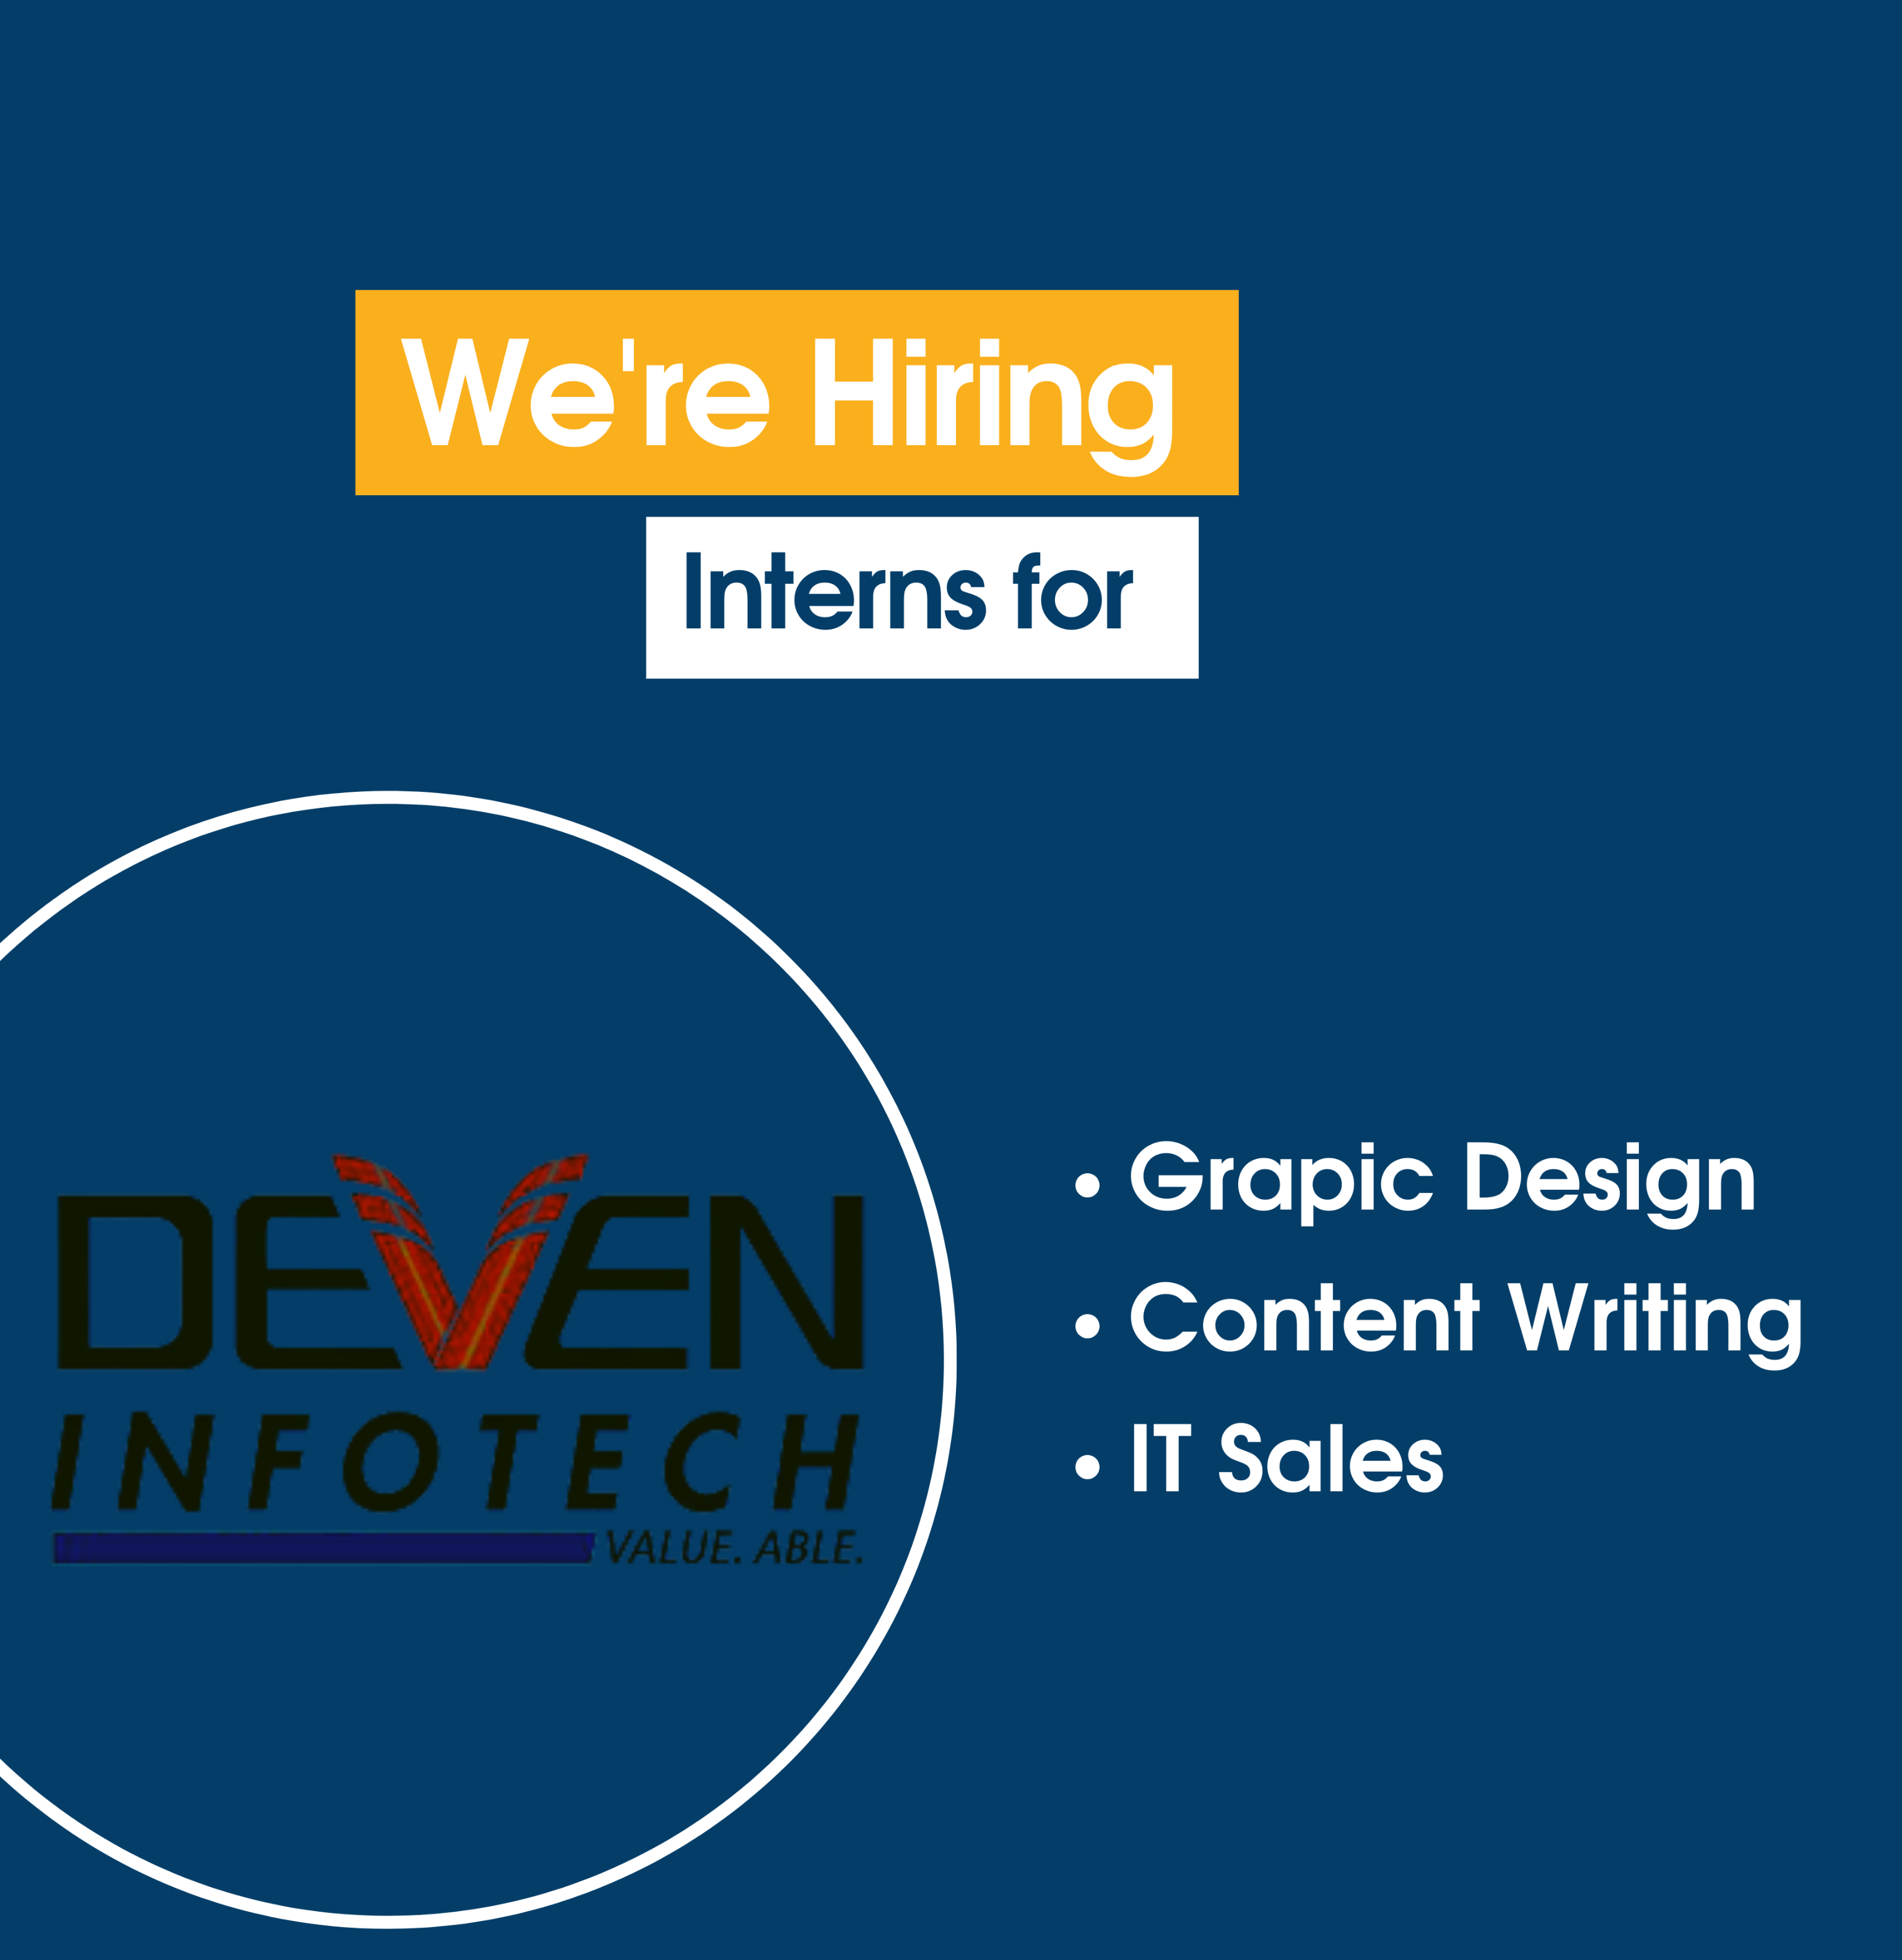 We're Hiring
Interns for
DEVEN
INFOTECH
VALUE. ABLE.
• Grapic Design
• Content Writing
• IT Sales